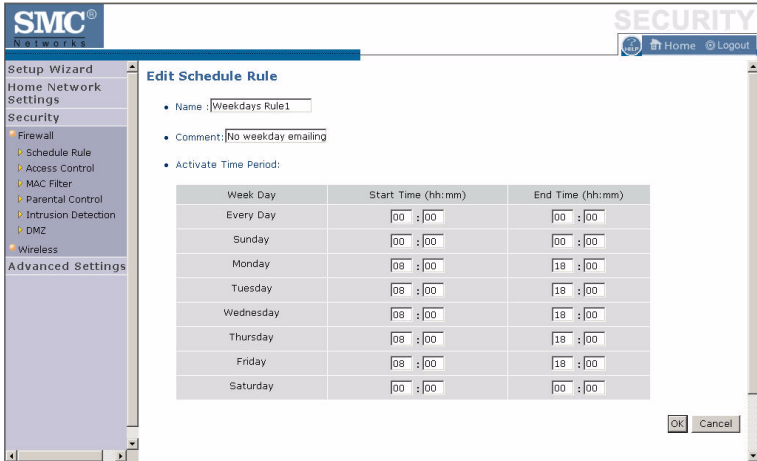 SMC®
Networks
SECURITY
HELP Home Logout
Setup Wizard
Home Network
Settings
Security
Firewall
Schedule Rule
Access Control
MAC Filter
Parental Control
Intrusion Detection
DMZ
Wireless
Advanced Settings
Edit Schedule Rule
• Name : Weekdays Rule1
• Comment: No weekday emailing
• Activate Time Period:
Week Day Start Time (hh:mm) End Time (hh:mm)
Every Day 00 : 00 00 : 00
Sunday 00 : 00 00 : 00
Monday 08 : 00 18 : 00
Tuesday 08 : 00 18 : 00
Wednesday 08 : 00 18 : 00
Thursday 08 : 00 18 : 00
Friday 08 : 00 18 : 00
Saturday 00 : 00 00 : 00
OK Cancel